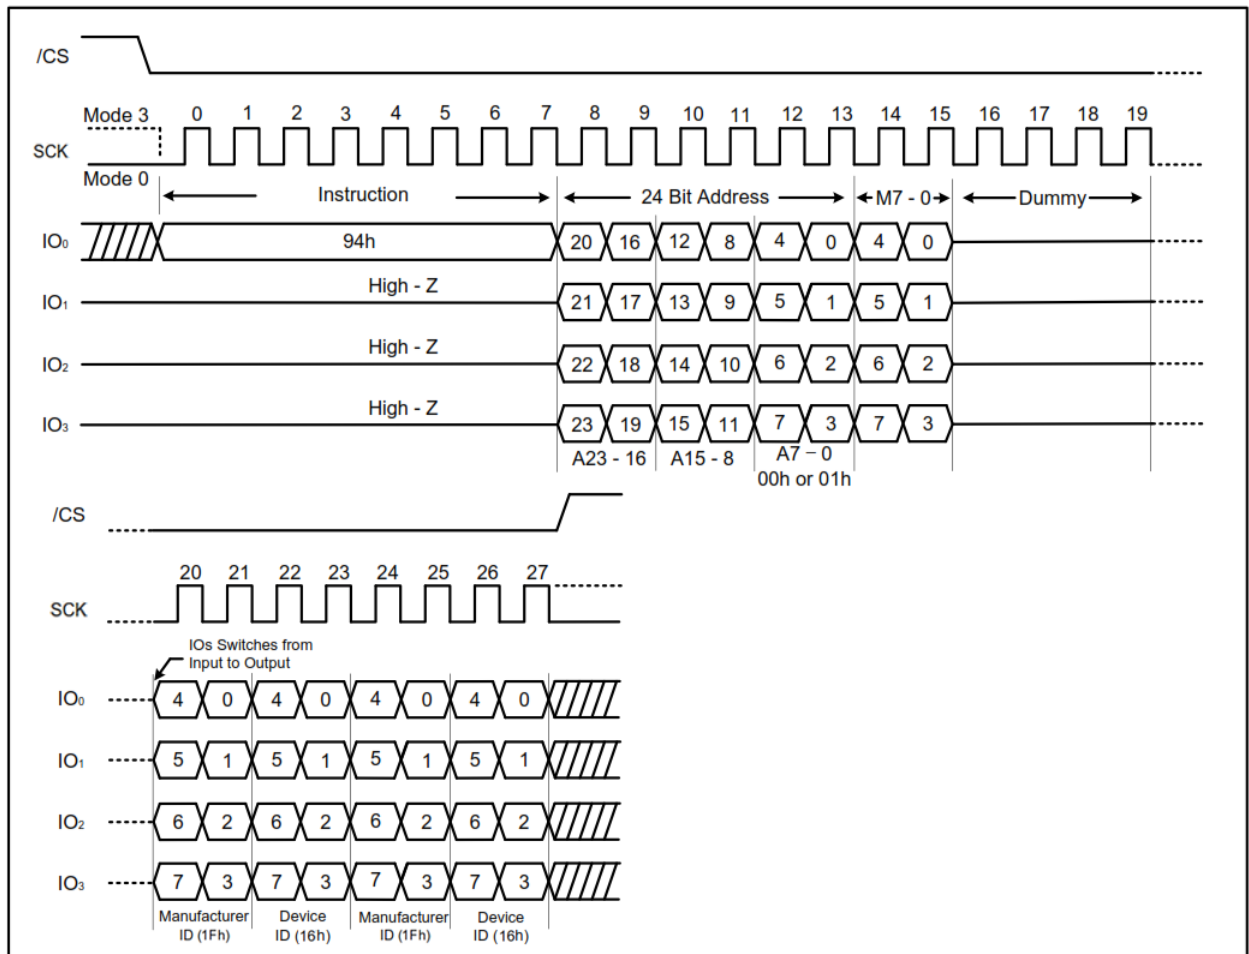 /CS
Mode 3 0 1 2 3 4 5 6 7 8 9 10 11 12 13 14 15 16 17 18 19
SCK
Mode 0
Instruction 24 Bit Address M7 - 0 Dummy
IO0 94h 20 16 12 8 4 0 4 0
High - Z
IO1 21 17 13 9 5 1 5 1
High - Z
IO2 22 18 14 10 6 2 6 2
High - Z
IO3 23 19 15 11 7 3 7 3
A23 - 16 A15 - 8 A7 - 0
00h or 01h
/CS
20 21 22 23 24 25 26 27
SCK
IOs Switches from
Input to Output
IO0 4 0 4 0 4 0 4 0
IO1 5 1 5 1 5 1 5 1
IO2 6 2 6 2 6 2 6 2
IO3 7 3 7 3 7 3 7 3
Manufacturer Device Manufacturer Device
ID (1Fh) ID (16h) ID (1Fh) ID (16h)